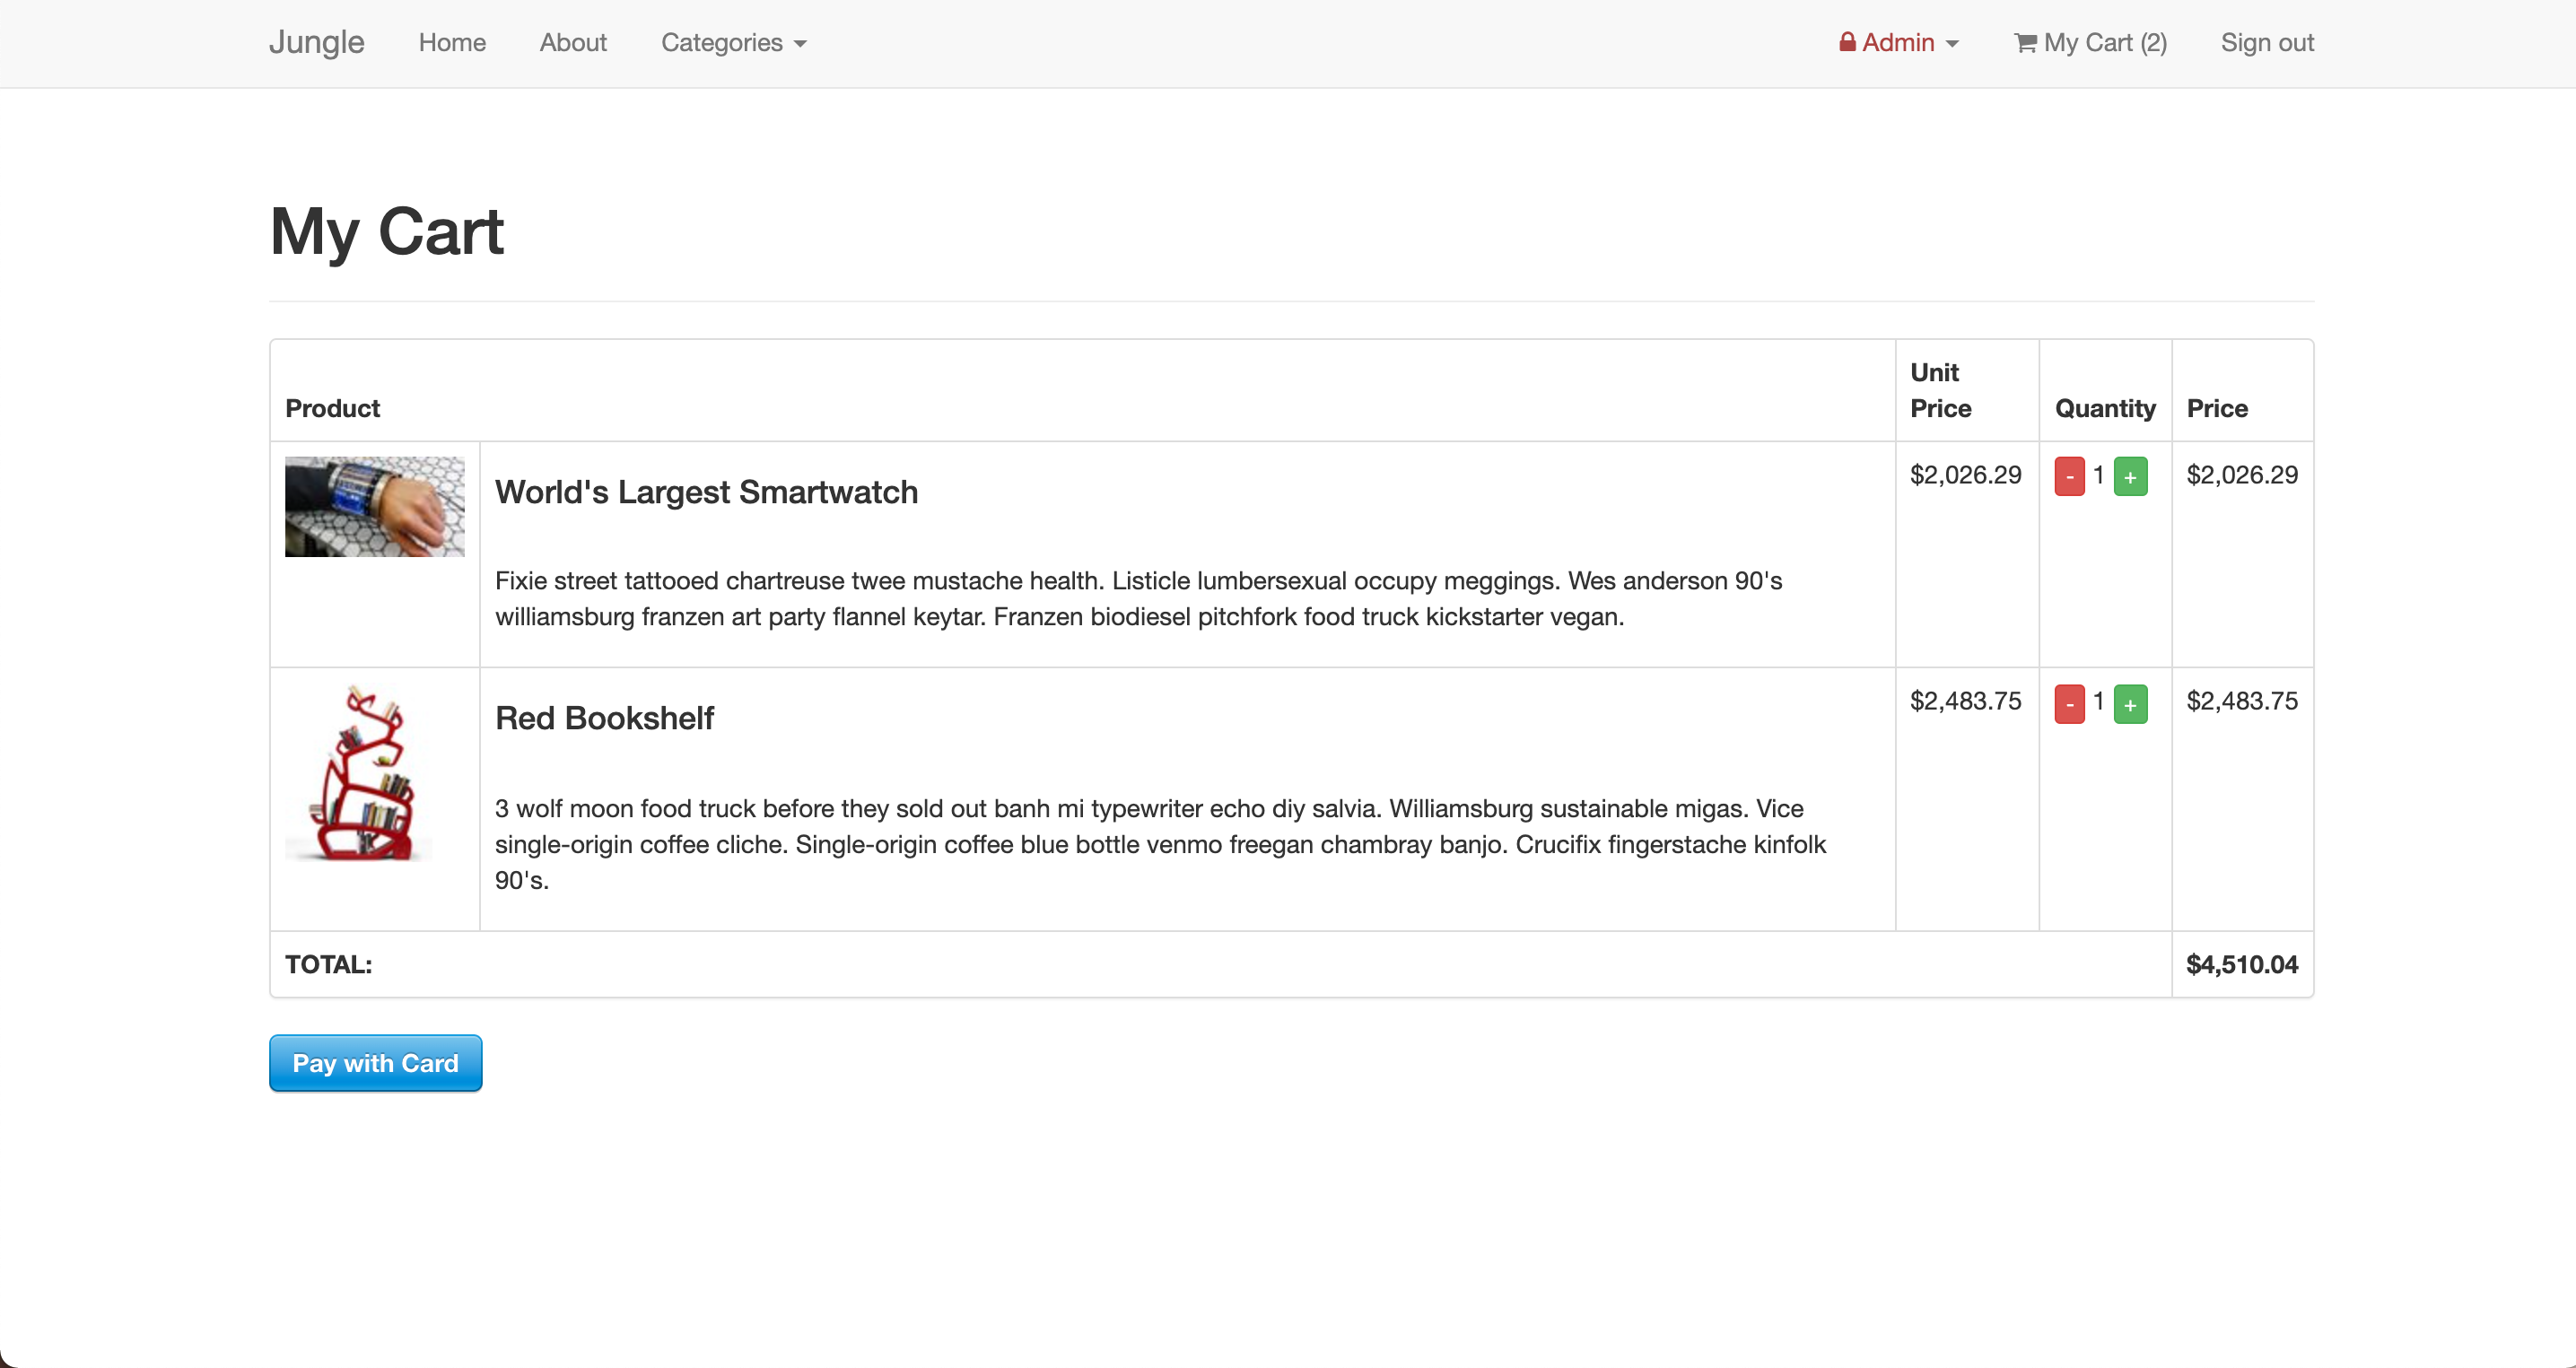 Jungle Home About Categories Admin My Cart (2) Sign out
My Cart
Product Unit Price Quantity Price
World's Largest Smartwatch $2,026.29 - 1 + $2,026.29
Fixie street tattooed chartreuse twee mustache health. Listicle lumbersexual occupy meggings. Wes anderson 90's
williamsburg franzen art party flannel keytar. Franzen biodiesel pitchfork food truck kickstarter vegan.
Red Bookshelf $2,483.75 - 1 + $2,483.75
3 wolf moon food truck before they sold out banh mi typewriter echo diy salvia. Williamsburg sustainable migas. Vice
single-origin coffee cliche. Single-origin coffee blue bottle venmo freegan chambray banjo. Crucifix fingerstache kinfolk
90's.
TOTAL: $4,510.04
Pay with Card